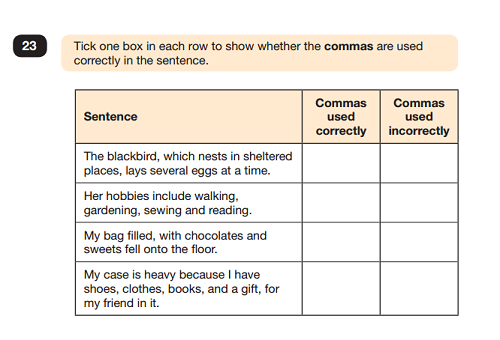 23
Tick one box in each row to show whether the commas are used
correctly in the sentence.
Sentence
Commas
used
correctly
Commas
used
incorrectly
The blackbird, which nests in sheltered
places, lays several eggs at a time.
Her hobbies include walking,
gardening, sewing and reading.
My bag filled, with chocolates and
sweets fell onto the floor.
My case is heavy because I have
shoes, clothes, books, and a gift, for
my friend in it.